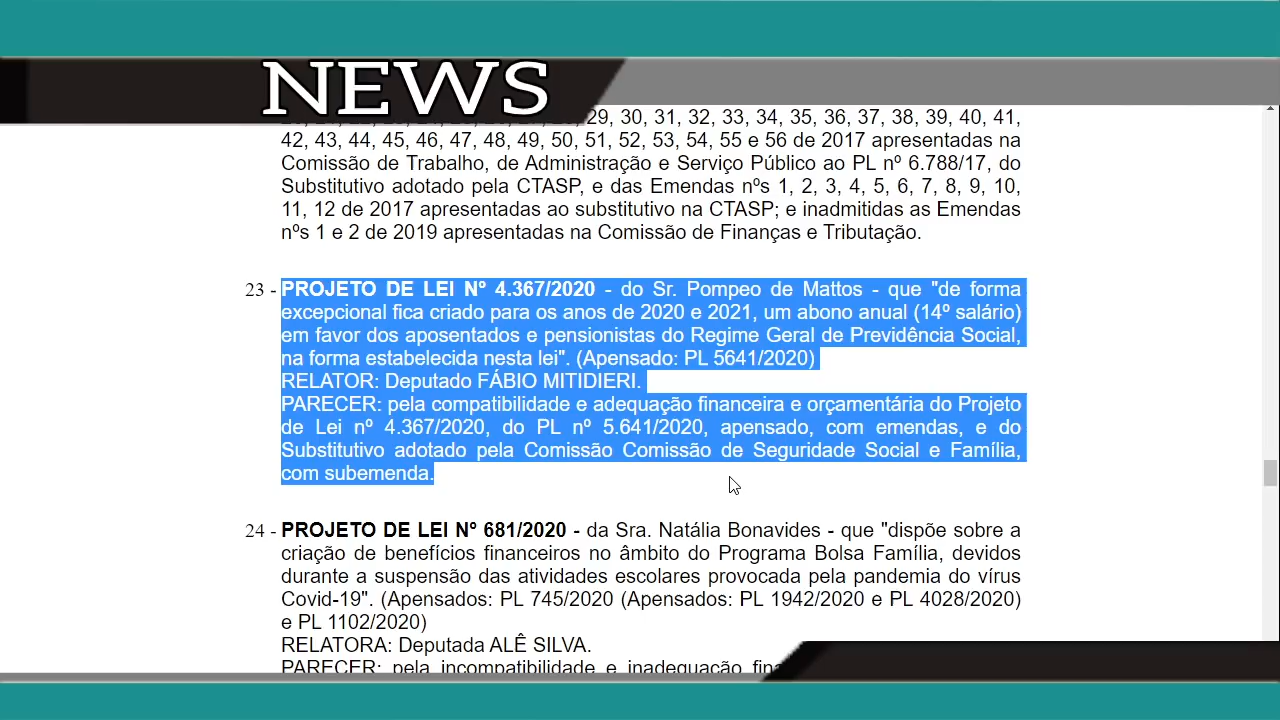 NEWS
29, 30, 31, 32, 33, 34, 35, 36, 37, 38, 39, 40, 41,
42, 43, 44, 45, 46, 47, 48, 49, 50, 51, 52, 53, 54, 55 e 56 de 2017 apresentadas na
Comissão de Trabalho, de Administração e Serviço Público ao PL nº 6.788/17, do
Substitutivo adotado pela CTASP, e das Emendas nºs 1, 2, 3, 4, 5, 6, 7, 8, 9, 10,
11, 12 de 2017 apresentadas ao substitutivo na CTASP; e inadmitidas as Emendas
nºs 1 e 2 de 2019 apresentadas na Comissão de Finanças e Tributação.
23 - PROJETO DE LEI Nº 4.367/2020 - do Sr. Pompeo de Mattos - que "de forma
excepcional fica criado para os anos de 2020 e 2021, um abono anual (14º salário)
em favor dos aposentados e pensionistas do Regime Geral de Previdência Social,
na forma estabelecida nesta lei". (Apensado: PL 5641/2020)
RELATOR: Deputado FÁBIO MITIDIERI.
PARECER: pela compatibilidade e adequação financeira e orçamentária do Projeto
de Lei nº 4.367/2020, do PL nº 5.641/2020, apensado, com emendas, e do
Substitutivo adotado pela Comissão Comissão de Seguridade Social e Família,
com subemenda.
24 - PROJETO DE LEI Nº 681/2020 - da Sra. Natália Bonavides - que "dispõe sobre a
criação de benefícios financeiros no âmbito do Programa Bolsa Família, devidos
durante a suspensão das atividades escolares provocada pela pandemia do vírus
Covid-19". (Apensados: PL 745/2020 (Apensados: PL 1942/2020 e PL 4028/2020)
e PL 1102/2020)
RELATORA: Deputada ALÊ SILVA.
PARECER: pela incompatibilidade e inadequação